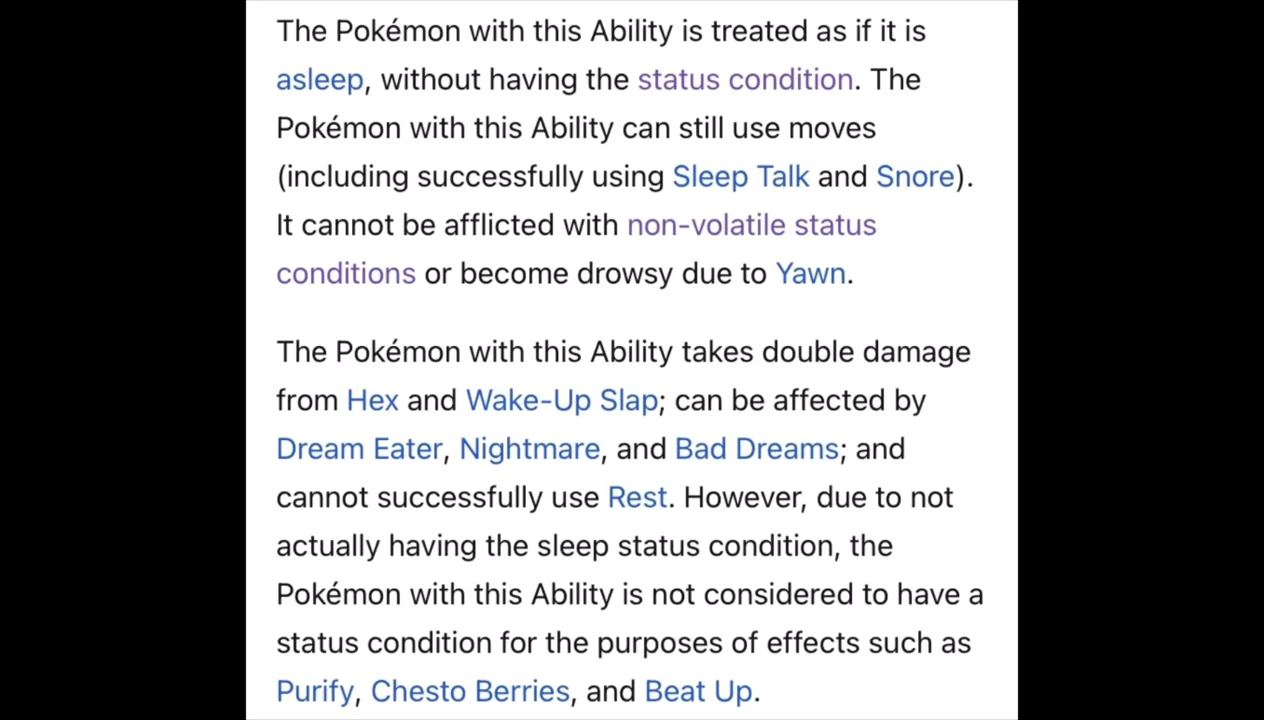 The Pokémon with this Ability is treated as if it is
asleep, without having the status condition. The
Pokémon with this Ability can still use moves
(including successfully using Sleep Talk and Snore).
It cannot be afflicted with non-volatile status
conditions or become drowsy due to Yawn.
The Pokémon with this Ability takes double damage
from Hex and Wake-Up Slap; can be affected by
Dream Eater, Nightmare, and Bad Dreams; and
cannot successfully use Rest. However, due to not
actually having the sleep status condition, the
Pokémon with this Ability is not considered to have a
status condition for the purposes of effects such as
Purify, Chesto Berries, and Beat Up.